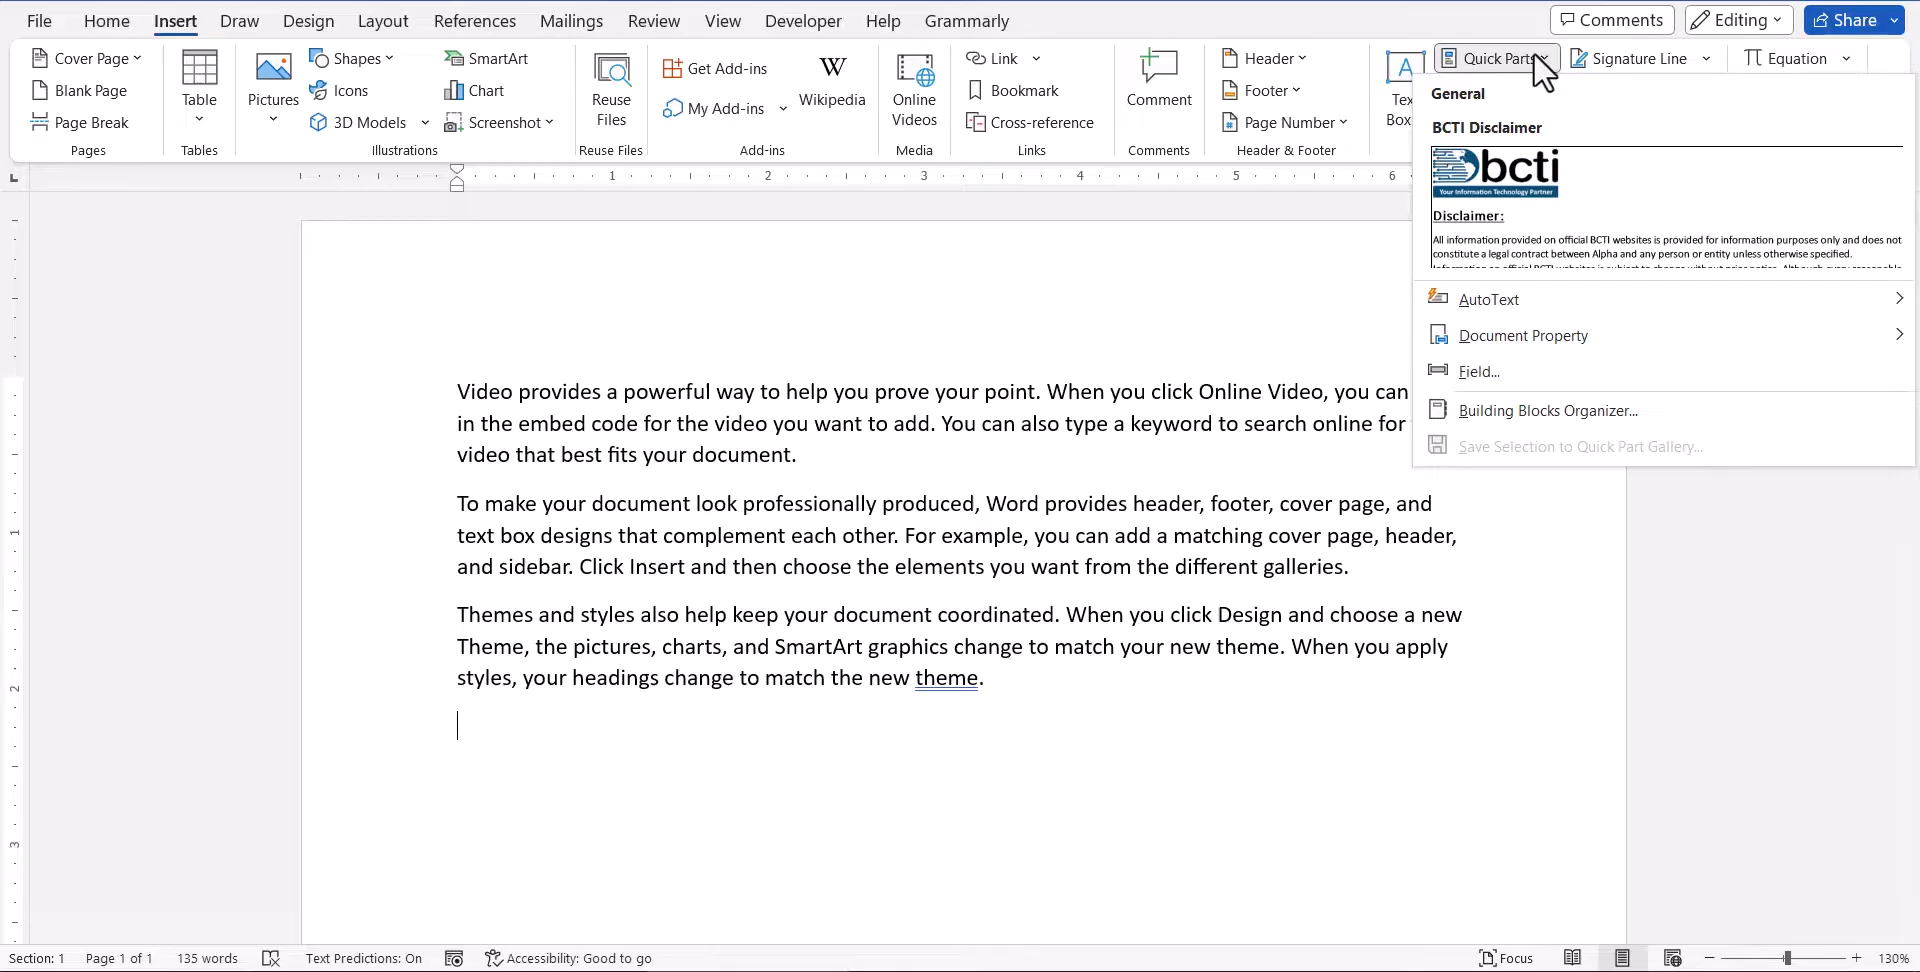 File Home Insert Draw Design Layout References Mailings Review View Developer Help Grammarly Comments Editing Share
Cover Page
Blank Page
Page Break
Pages
Table
Tables
Pictures
Shapes
Icons
3D Models
SmartArt
Chart
Screenshot
Illustrations
Reuse
Files
Reuse Files
Get Add-ins
My Add-ins
W
Wikipedia
Add-ins
Online
Videos
Media
Link
Bookmark
Cross-reference
Links
Comment
Comments
Header
Footer
Page Number
Header & Footer
A
Box
Quick Parts
Signature Line
π Equation
General
BCTI Disclaimer
bcti
Your Information Technology Partner
Disclaimer:
All information provided on official BCTI websites is provided for information purposes only and does not
constitute a legal contract between Alpha and any person or entity unless otherwise specified.
AutoText
Document Property
Field...
Building Blocks Organizer...
Save Selection to Quick Part Gallery...
1 2 3 4 5 6
1
2
3
Video provides a powerful way to help you prove your point. When you click Online Video, you can
in the embed code for the video you want to add. You can also type a keyword to search online for
video that best fits your document.
To make your document look professionally produced, Word provides header, footer, cover page, and
text box designs that complement each other. For example, you can add a matching cover page, header,
and sidebar. Click Insert and then choose the elements you want from the different galleries.
Themes and styles also help keep your document coordinated. When you click Design and choose a new
Theme, the pictures, charts, and SmartArt graphics change to match your new theme. When you apply
styles, your headings change to match the new theme.
Section: 1 Page 1 of 1 135 words Text Predictions: On Accessibility: Good to go Focus 130%